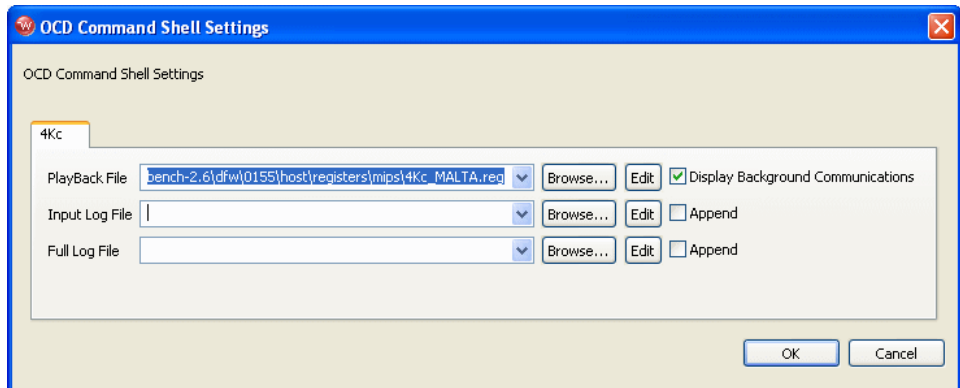 OCD Command Shell Settings
OCD Command Shell Settings
4Kc
PlayBack File bench-2.6\dfw\0155\host\registers\mips\4Kc_MALTA.reg Browse... Edit Display Background Communications
Input Log File Browse... Edit Append
Full Log File Browse... Edit Append
OK Cancel